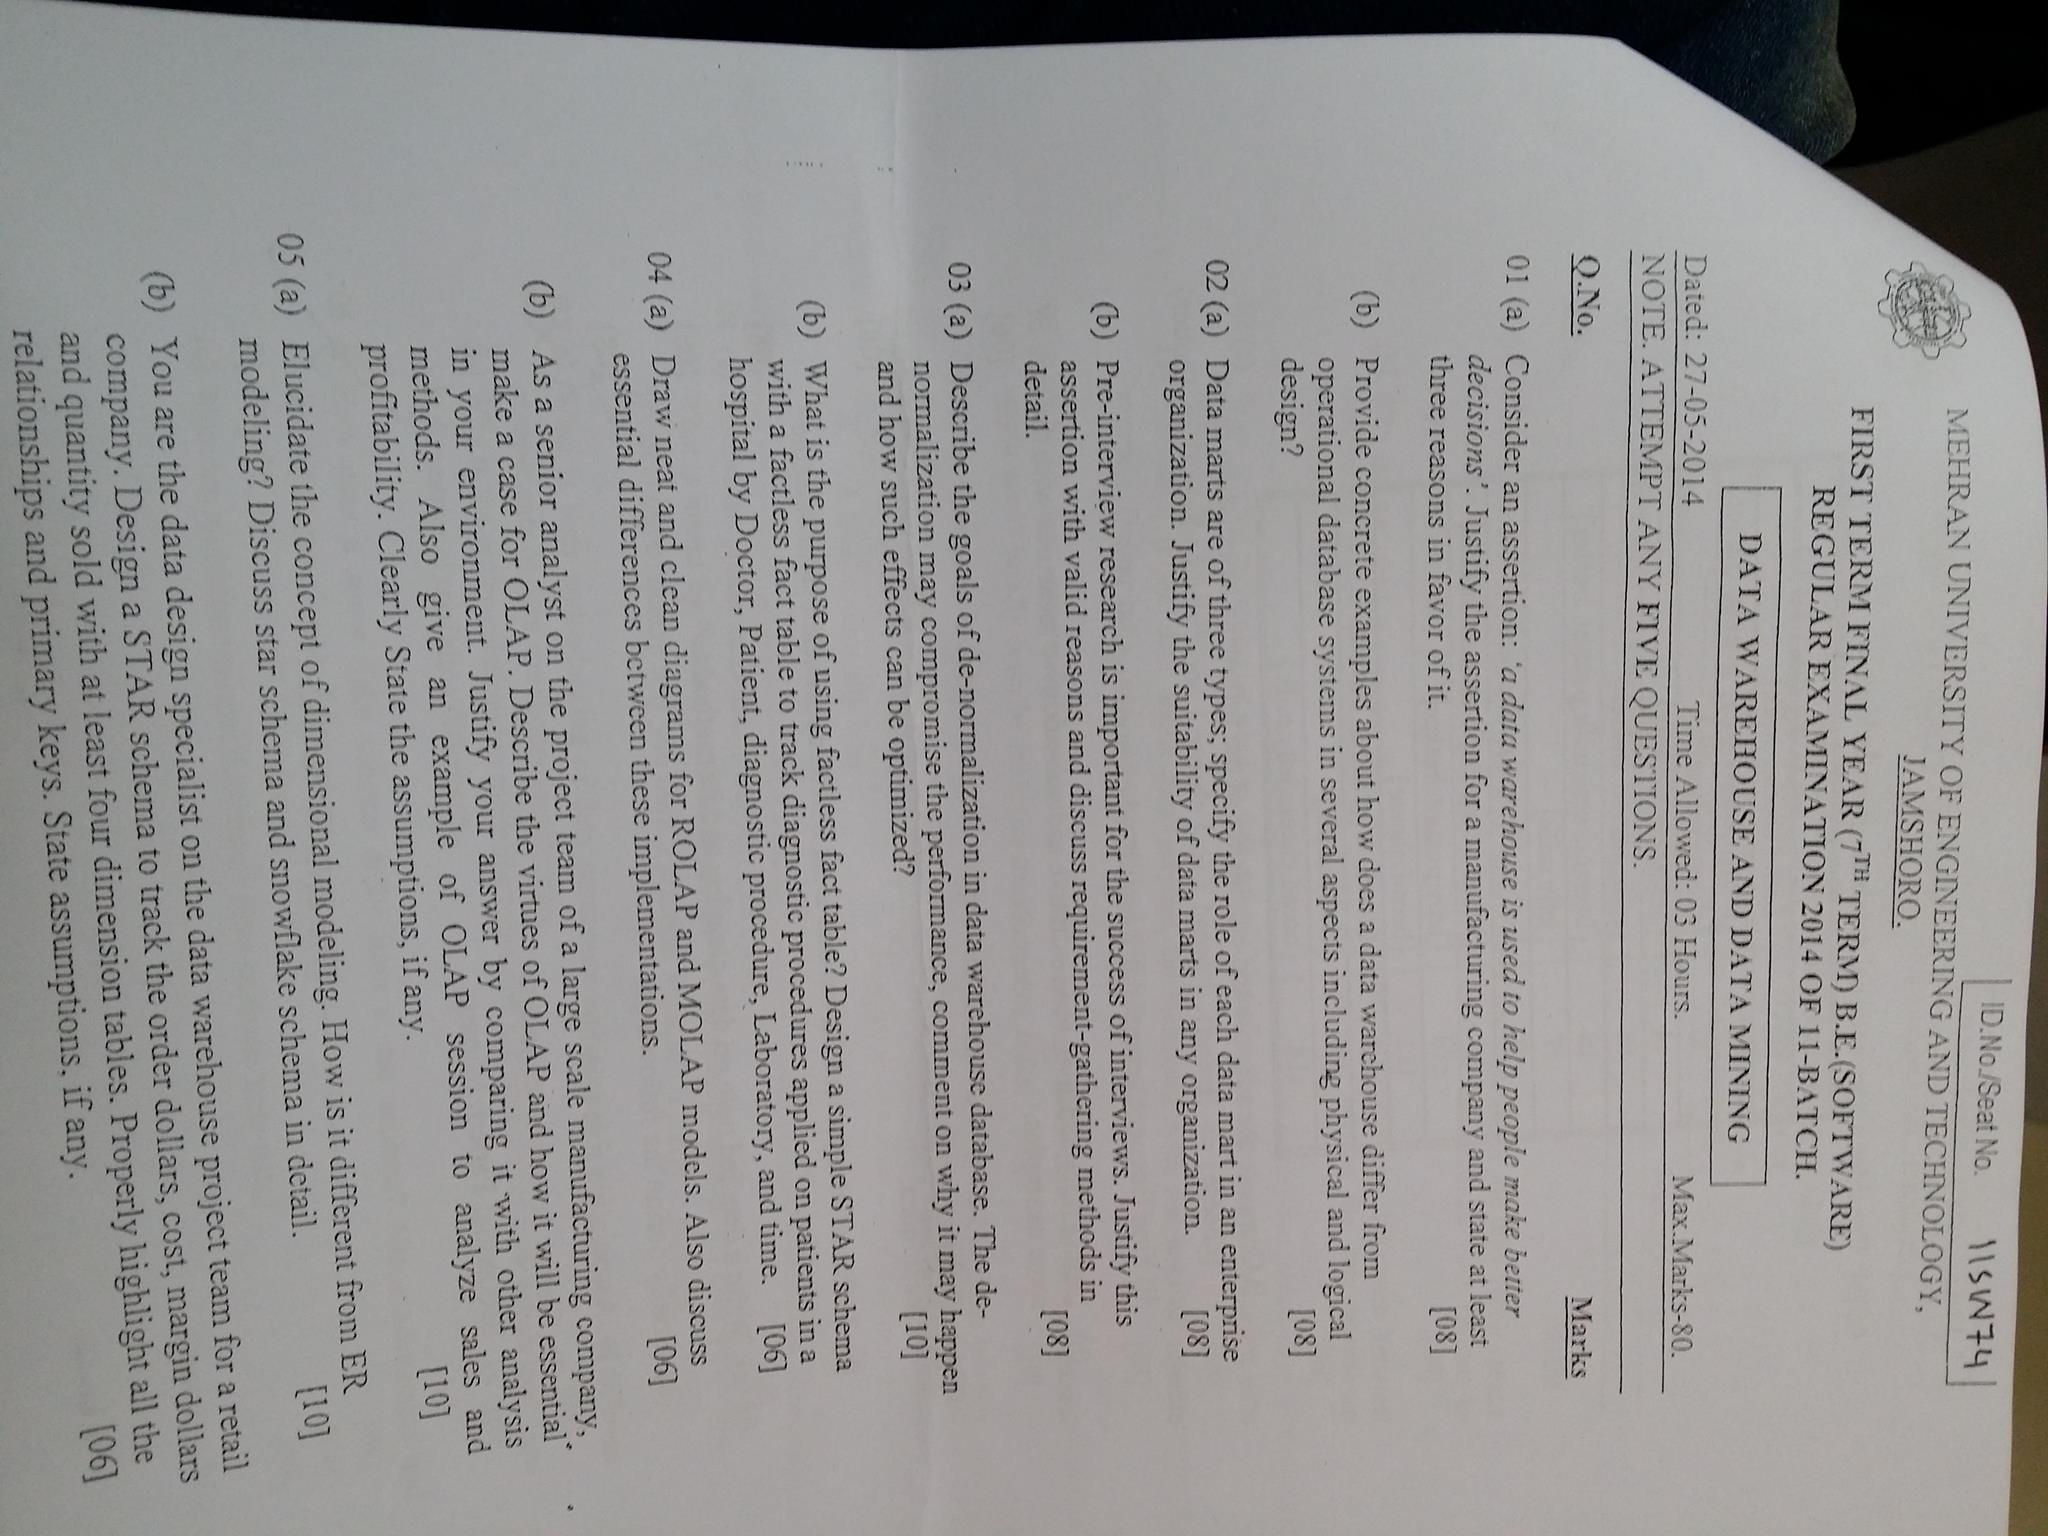 ID.No./Seat No. 11SW74
MEHRAN UNIVERSITY OF ENGINEERING AND TECHNOLOGY,
JAMSHORO.
FIRST TERM FINAL YEAR (7TH TERM) B.E.(SOFTWARE)
REGULAR EXAMINATION 2014 OF 11-BATCH.
DATA WAREHOUSE AND DATA MINING
Dated: 27-05-2014 Time Allowed: 03 Hours. Max.Marks-80.
NOTE. ATTEMPT ANY FIVE QUESTIONS.
Q.No. Marks
01 (a) Consider an assertion: 'a data warehouse is used to help people make better
decisions'. Justify the assertion for a manufacturing company and state at least
three reasons in favor of it. [08]
(b) Provide concrete examples about how does a data warehouse differ from
operational database systems in several aspects including physical and logical
design? [08]
02 (a) Data marts are of three types; specify the role of each data mart in an enterprise
organization. Justify the suitability of data marts in any organization. [08]
(b) Pre-interview research is important for the success of interviews. Justify this
assertion with valid reasons and discuss requirement-gathering methods in
detail. [08]
03 (a) Describe the goals of de-normalization in data warehouse database. The de-
normalization may compromise the performance, comment on why it may happen
and how such effects can be optimized? [10]
(b) What is the purpose of using factless fact table? Design a simple STAR schema
with a factless fact table to track diagnostic procedures applied on patients in a
hospital by Doctor, Patient, diagnostic procedure, Laboratory, and time. [06]
04 (a) Draw neat and clean diagrams for ROLAP and MOLAP models. Also discuss
essential differences between these implementations. [06]
(b) As a senior analyst on the project team of a large scale manufacturing company,
make a case for OLAP. Describe the virtues of OLAP and how it will be essential
in your environment. Justify your answer by comparing it with other analysis
methods. Also give an example of OLAP session to analyze sales and
profitability. Clearly State the assumptions, if any. [10]
05 (a) Elucidate the concept of dimensional modeling. How is it different from ER
modeling? Discuss star schema and snowflake schema in detail. [10]
(b) You are the data design specialist on the data warehouse project team for a retail
company. Design a STAR schema to track the order dollars, cost, margin dollars
and quantity sold with at least four dimension tables. Properly highlight all the
relationships and primary keys. State assumptions, if any. [06]